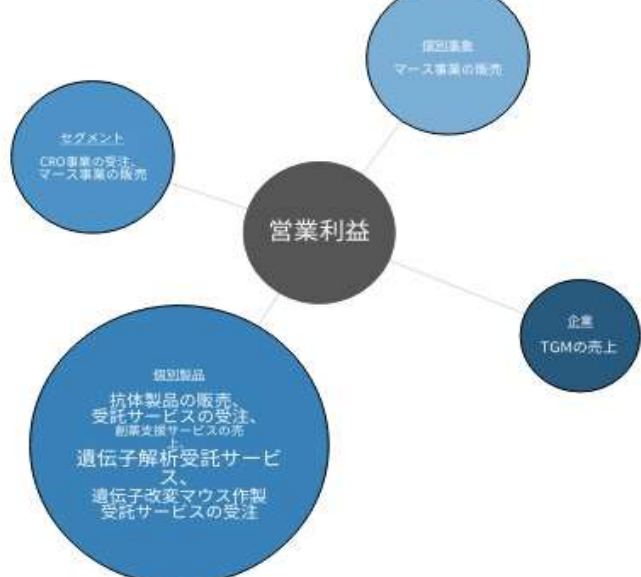 個別事業
マース事業の販売
セグメント
CRO事業の受注、
マース事業の販売
営業利益
企業
TGMの売上
個別製品
抗体製品の販売、
受託サービスの受注、
創薬支援サービスの売
上、
遺伝子解析受託サービ
ス、
遺伝子改変マウス作製
受託サービスの受注